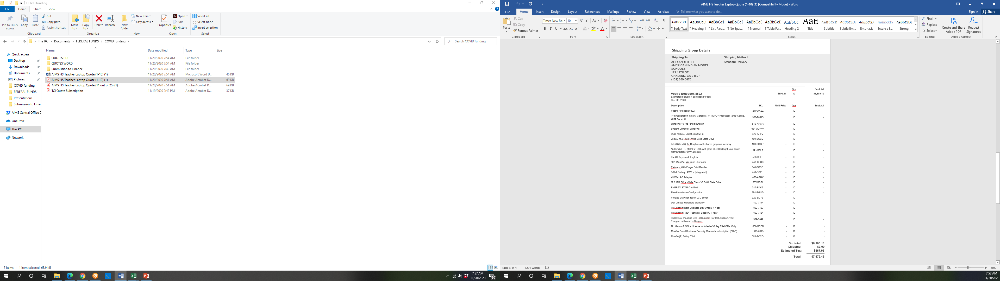 COVID funding
File Home Share View
Pin to Quick access
Copy
Paste
Cut
Copy path
Paste shortcut
Clipboard
Move to
Copy to
Delete
Rename
Organize
New folder
New item
Easy access
New
Properties
Open
Edit
History
Open
Select all
Select none
Invert selection
Select
This PC > Documents > FEDERAL FUNDS > COVID funding >
Search COVID funding
Name Date modified Type Size
QUOTES PDF 11/20/2020 7:54 AM File folder
QUOTES WORD 11/20/2020 7:54 AM File folder
Submission to Finance 11/20/2020 7:40 AM File folder
AIMS HS Teacher Laptop Quote (1-10) (1) 11/20/2020 7:54 AM Microsoft Word D... 46 KB
AIMS HS Teacher Laptop Quote (1-10) (1) 11/20/2020 7:51 AM Adobe Acrobat D... 69 KB
AIMS HS Teacher Laptop Quote (11 out of 25) (1) 11/20/2020 7:51 AM Adobe Acrobat D... 69 KB
TCI Quote Subscription 11/19/2020 2:42 PM Adobe Acrobat D... 37 KB
Quick access
Desktop
Downloads
Documents
Pictures
COVID funding
FEDERAL FUNDS
Presentations
Submission to Finar
AIMS Central Office D
OneDrive
This PC
Network
7 items 1 item selected 68.9 KB
7:57 AM
11/20/2020
20
AIMS HS Teacher Laptop Quote (1-10) (1) [Compatibility Mode] - Word
File Home Insert Design Layout References Mailings Review View Acrobat Tell me what you want to do...
Sign in Share
Paste
Cut
Copy
Format Painter
Clipboard
Times New Ro 10
B I U abc x₂ x²
Font
Paragraph
AaBbCcDdE AaBbCcD AaBbCcD AaBbCcD AaBbCcD AaBbCcD AaBbCcl AaB AaBbCcD AaBbCcDd AaBbCcDd AaBbCcDd AaBbCcDc
¶ Body Text ¶ Heading 1 ¶ List Para... ¶ No Spac... ¶ Normal ¶ Table Pa... Heading 2 Title Subtitle Subtle Em... Emphasis Intense E... Strong
Styles
Find
Replace
Select
Editing
Create and Share Adobe PDF
Request Signatures
Adobe Acrobat
Shipping Group Details
Shipping To Shipping Method
ALEXANDER LEE Standard Delivery
AMERICAN INDIAN MODEL
SCHOOLS
171 12TH ST
OAKLAND, CA 94607
(151) 089-3870
Qty Subtotal
Vostro Notebook 5502 $690.51 10 $6,905.10
Estimated delivery if purchased today:
Dec. 08, 2020
Description SKU Unit Price Qty Subtotal
Vostro Notebook 5502 210-AXEZ - 10 -
11th Generation Intel(R) Core(TM) i5-1135G7 Processor (8MB Cache,
up to 4.2 GHz) 338-BXHS - 10 -
Windows 10 Pro (64bit) English 619-AHCR - 10 -
System Driver for Windows 631-ACRW - 10 -
8GB, 1x8GB, DDR4, 3200MHz 370-AFFQ - 10 -
256GB M.2 PCIe NVMe Solid State Drive 400-BGEQ - 10 -
Intel(R) Iris(R) Xe Graphics with shared graphics memory 490-BGGR - 10 -
15.6-inch FHD (1920 x 1080) Anti-glare LED Backlight Non-Touch
Narrow Border WVA Display 391-BFLR - 10 -
Backlit Keyboard, English 583-BFFP - 10 -
802.11ac 2x2 WiFi and Bluetooth 555-BFQS - 10 -
Palmrest With Finger Print Reader 346-BGSG - 10 -
3-Cell Battery, 40WHr (Integrated) 451-BCPU - 10 -
45 Watt AC Adapter 450-AEHK - 10 -
M.2 1TB PCIe NVMe Class 35 Solid State Drive 537-BBBL - 10 -
ENERGY STAR Qualified 389-BKKG - 10 -
Fixed Hardware Configuration 998-EGUG - 10 -
Vintage Gray non-touch LCD cover 320-BDTG - 10 -
Dell Limited Hardware Warranty 802-7114 - 10 -
ProSupport: Next Business Day Onsite, 1 Year 802-7123 - 10 -
ProSupport: 7x24 Technical Support, 1 Year 802-7124 - 10 -
Thank you choosing Dell ProSupport. For tech support, visit
//support.dell.com/ProSupport 989-3449 - 10 -
No Microsoft Office License Included – 30 day Trial Offer Only 658-BCSB - 10 -
McAfee Small Business Security 12-month subscription (CB-D) 525-0323 - 10 -
McAfee(R) 30day Trial 658-BCCO - 10 -
Subtotal: $6,905.10
Shipping: $0.00
Estimated Tax: $567.05
Total: $7,472.15
Page 3 of 4 1291 words 80%
7:57 AM
11/20/2020